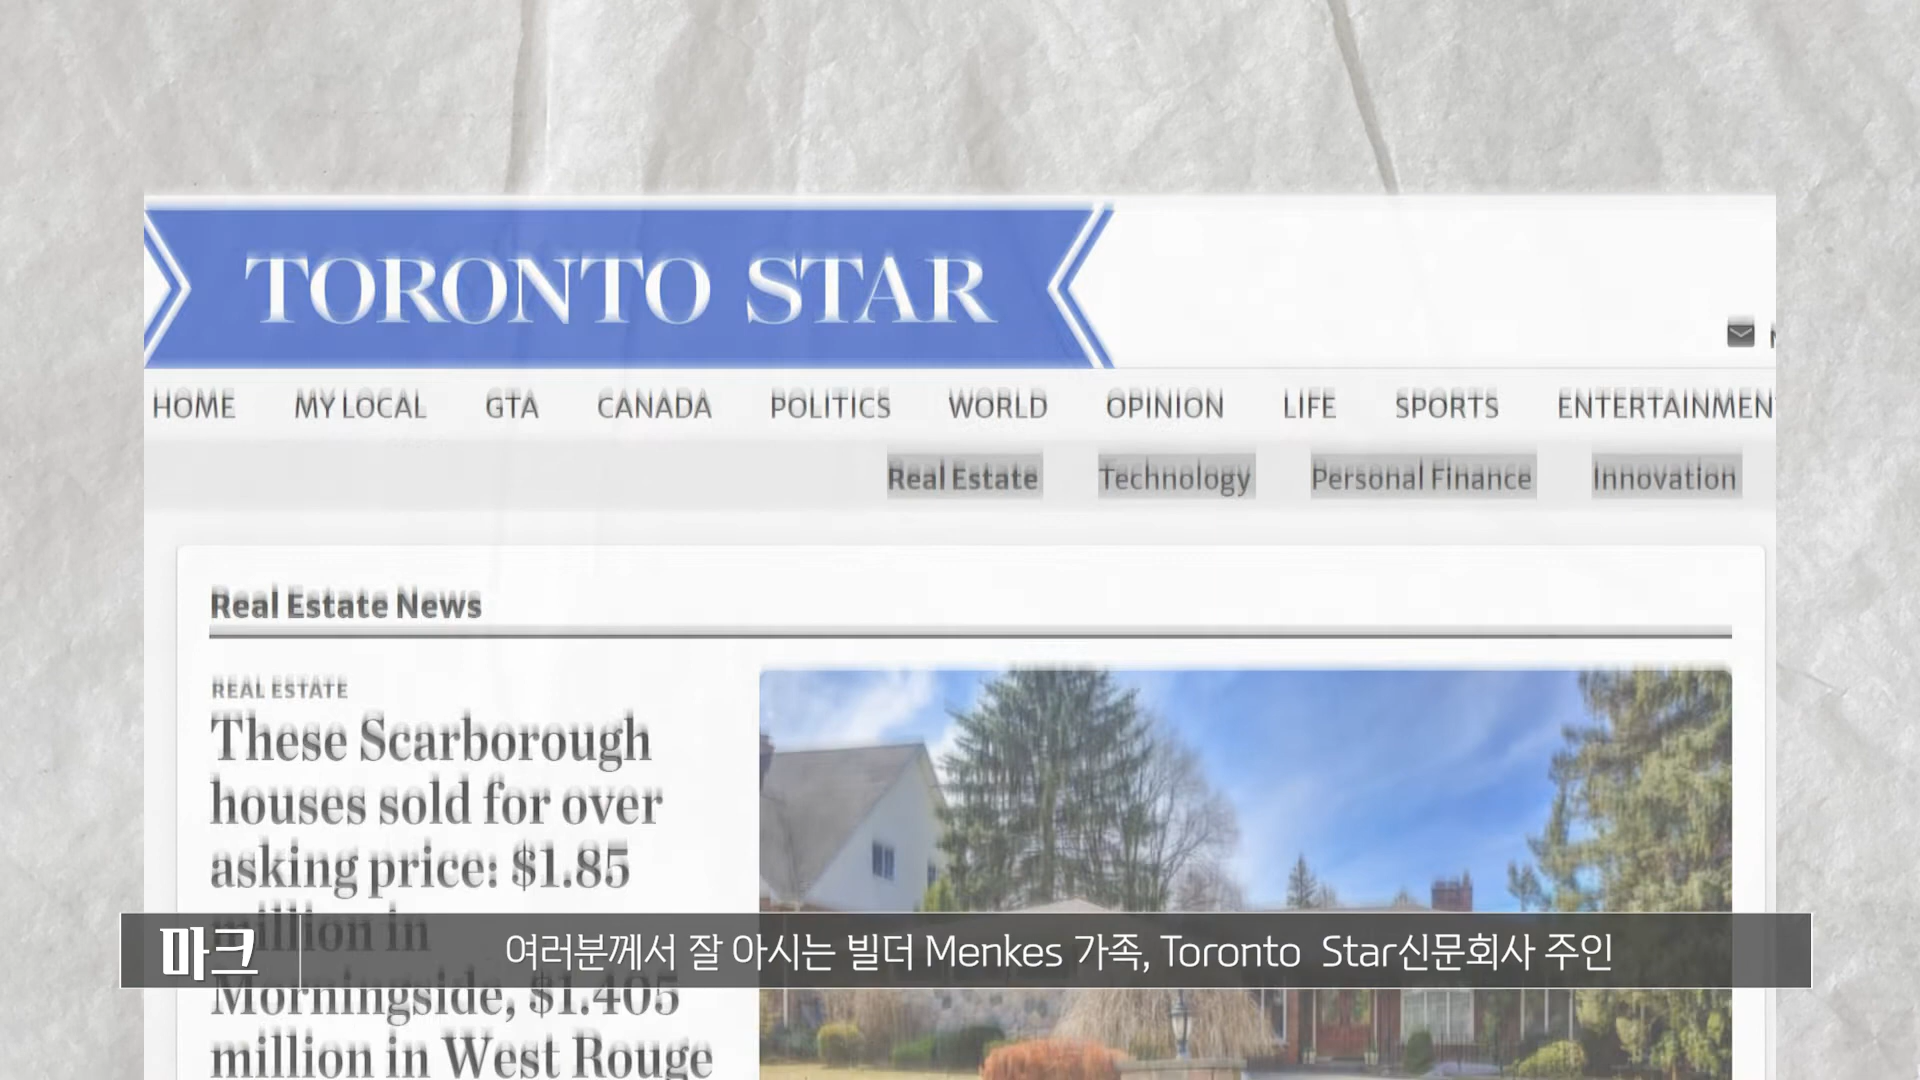 TORONTO STAR
HOME MY LOCAL GTA CANADA POLITICS WORLD OPINION LIFE SPORTS ENTERTAINMEN
Real Estate Technology Personal Finance Innovation
Real Estate News
REAL ESTATE
These Scarborough
houses sold for over
asking price: $1.85
million in
Morningside, $1.405
million in West Rouge
마크 여러분께서 잘 아시는 빌더 Menkes 가족, Toronto Star신문회사 주인